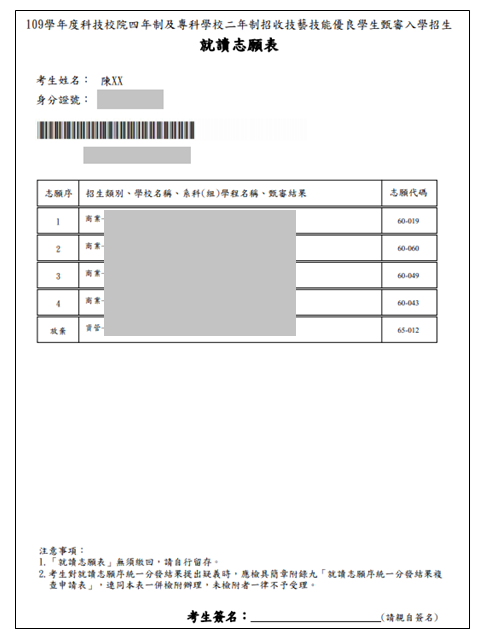 109學年度科技校院四年制及專科學校二年制招收技藝技能優良學生甄審入學招生
就讀志願表
考生姓名： 陳XX
身分證號：
志願序 招生類別、學校名稱、系科(組)學程名稱、甄審結果 志願代碼
1 商業- 60-019
2 商業- 60-060
3 商業- 60-049
4 商業- 60-043
放棄 資管- 65-012
注意事項：
1.「就讀志願表」無須繳回，請自行留存。
2.考生對就讀志願序統一分發結果提出疑義時，應檢具簡章附錄九「就讀志願序統一分發結果複
查申請表」，連同本表一併檢附辦理，未檢附者一律不予受理。
考生簽名：(請親自簽名)